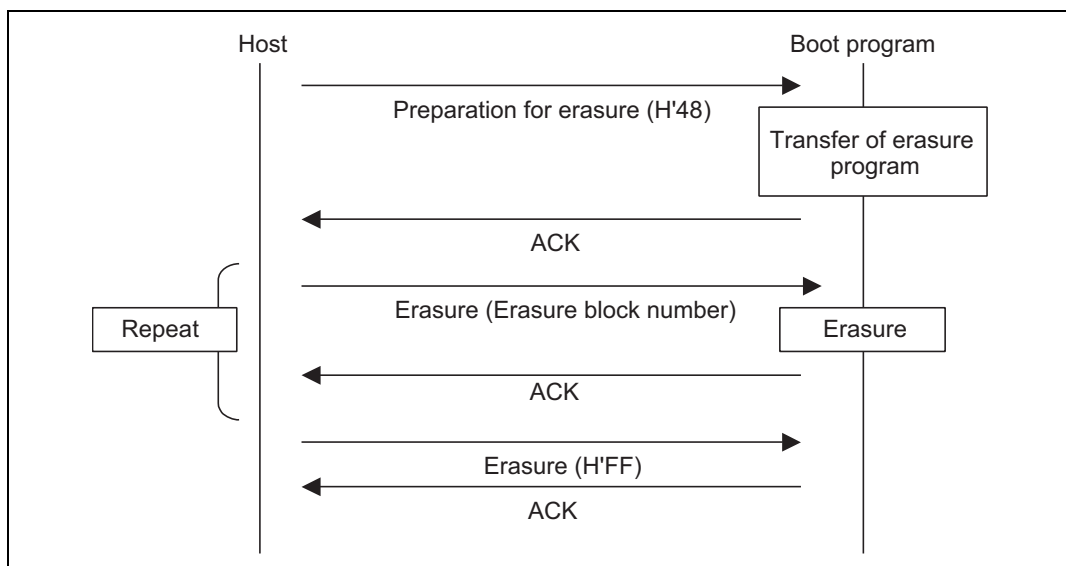 Host
Boot program
Preparation for erasure (H'48)
Transfer of erasure
program
ACK
Erasure (Erasure block number)
Repeat
Erasure
ACK
Erasure (H'FF)
ACK